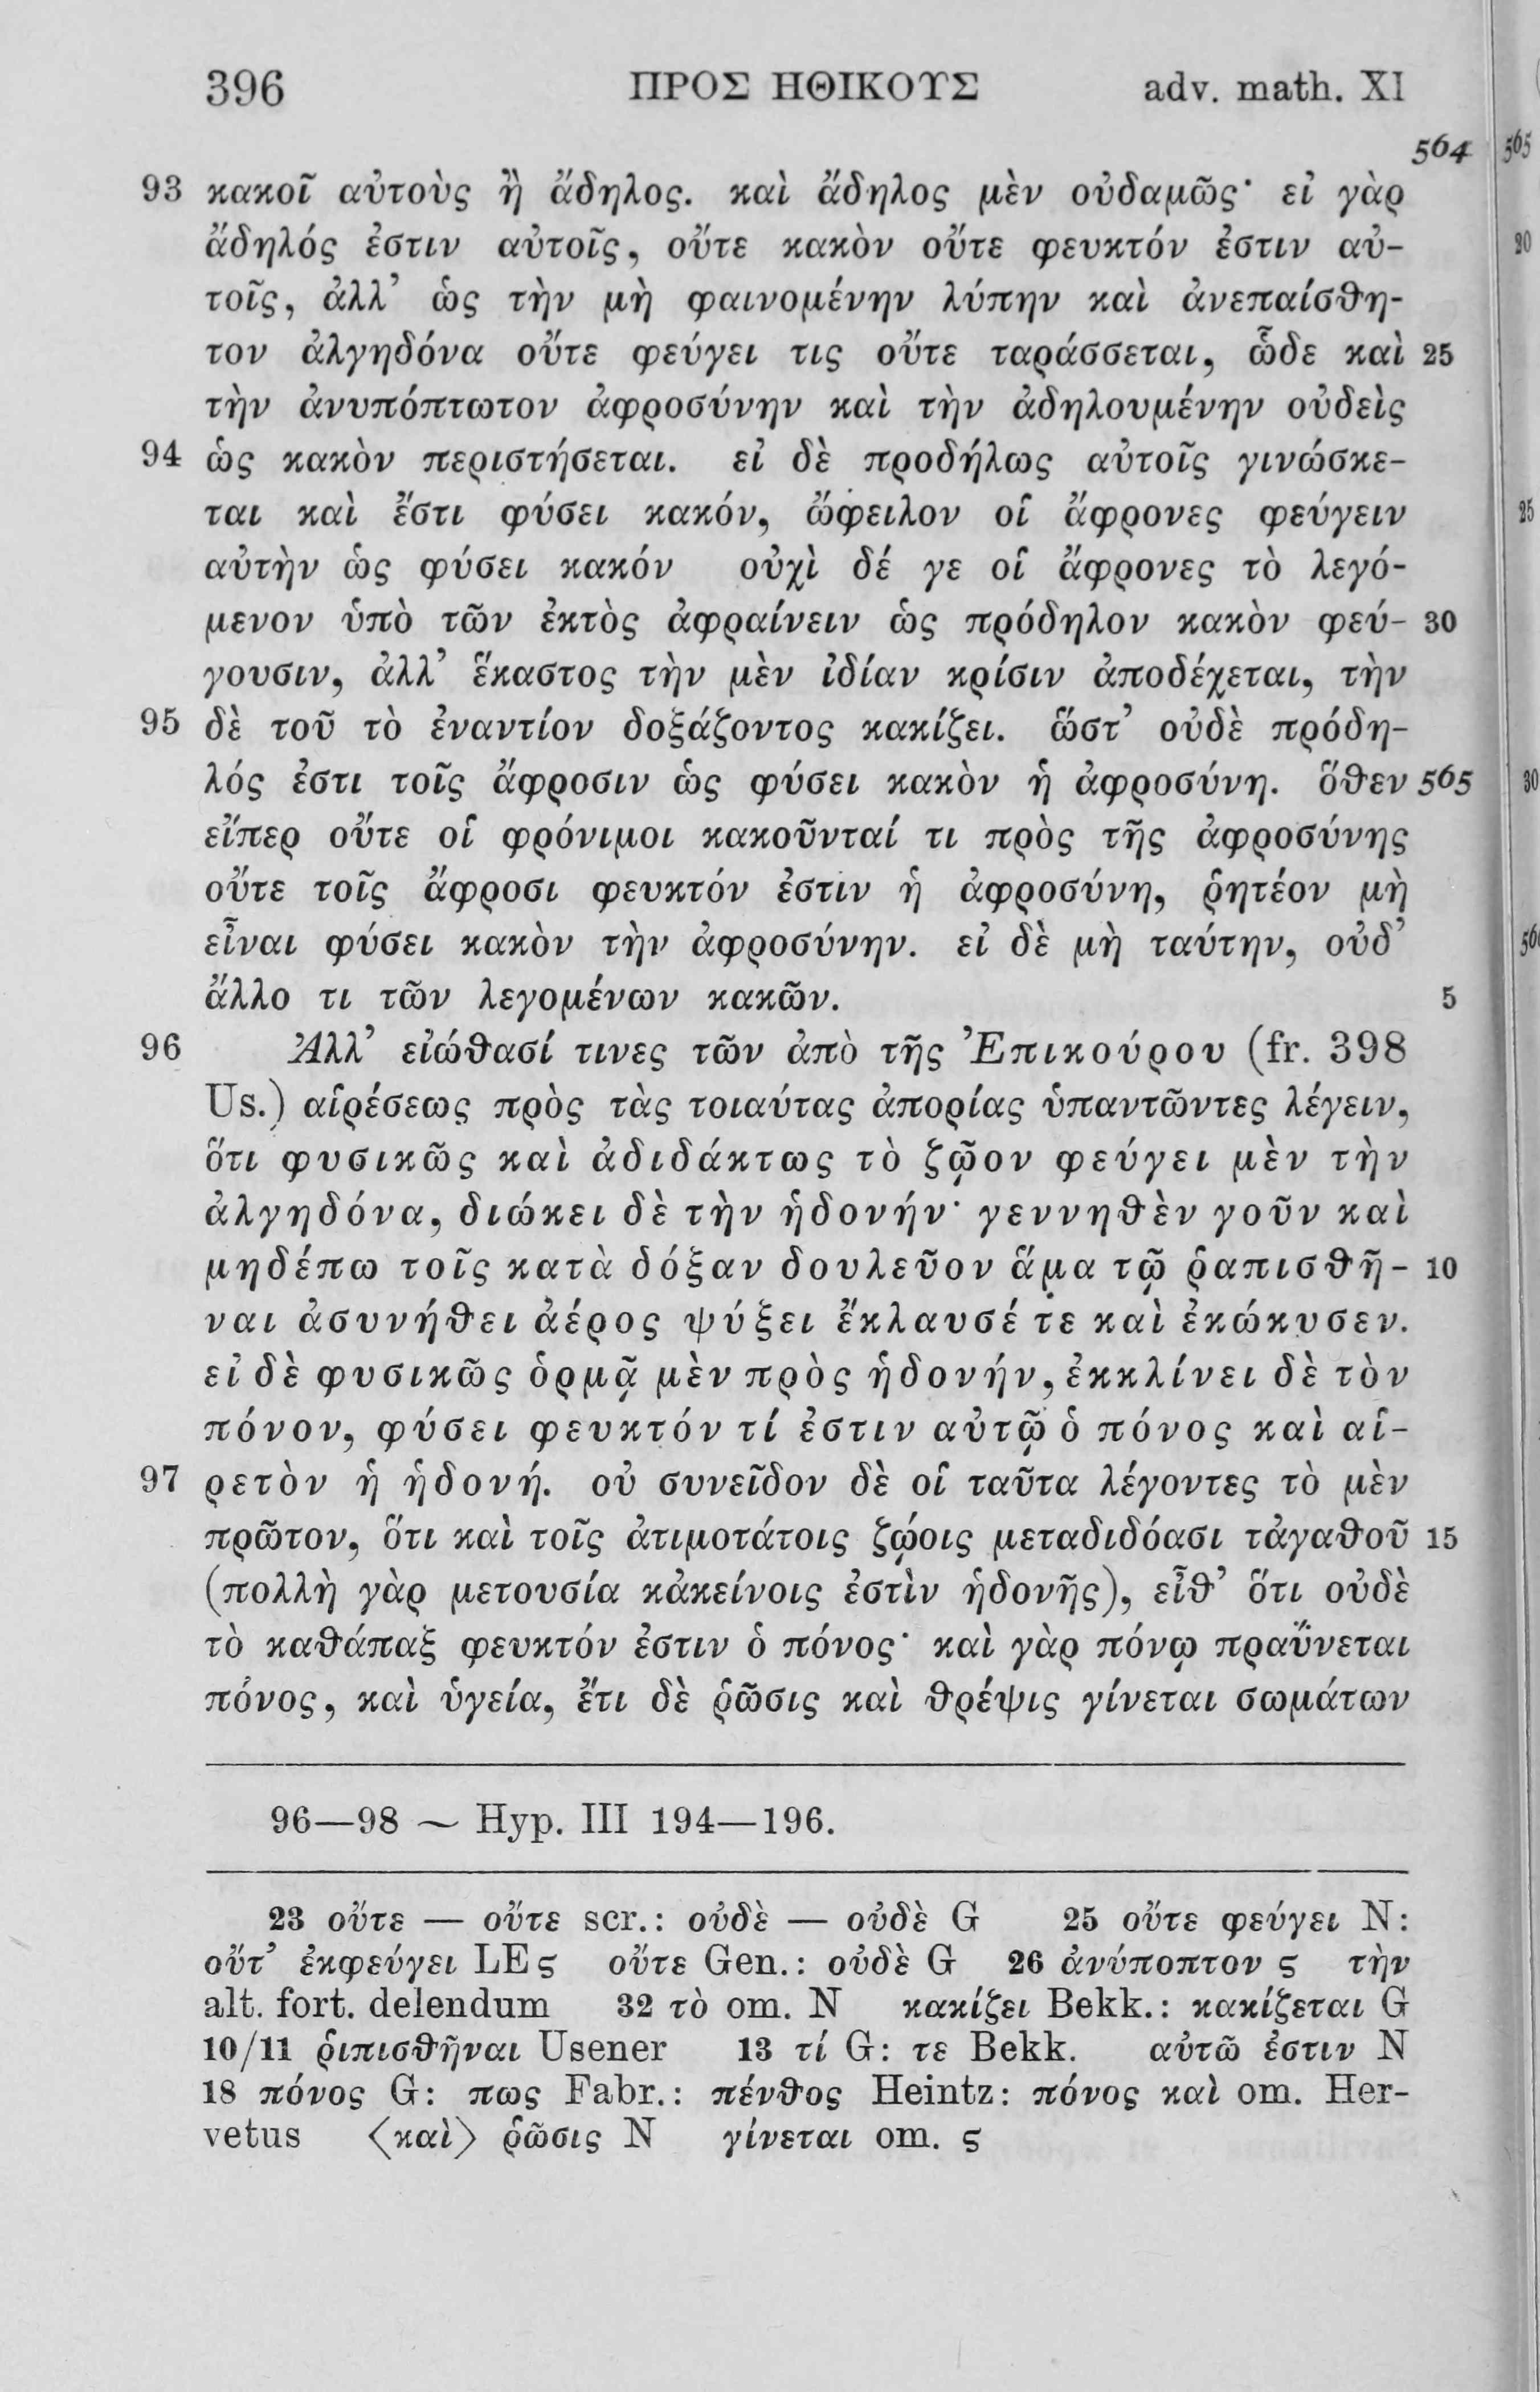 396 ΠΡΟΣ ΗΘΙΚΟΥΣ adv. math. XI
564 565
93 κακοῖ αὐτοὺς ἢ ἄδηλος. καὶ ἄδηλος μὲν οὐδαμῶς· εἰ γὰρ
ἄδηλός ἐστιν αὐτοῖς, οὔτε κακὸν οὔτε φευκτόν ἐστιν αὐ- 20
τοῖς, ἀλλ’ ὡς τὴν μὴ φαινομένην λύπην καὶ ἀνεπαίσθη-
τον ἀλγηδόνα οὔτε φεύγει τις οὔτε ταράσσεται, ὧδε καὶ 25
τὴν ἀνυπόπτωτον ἀφροσύνην καὶ τὴν ἀδηλουμένην οὐδεὶς
94 ὡς κακὸν περιστήσεται. εἰ δὲ προδήλως αὐτοῖς γινώσκε-
ται καὶ ἔστι φύσει κακόν, ὤφειλον οἱ ἄφρονες φεύγειν 25
αὐτὴν ὡς φύσει κακόν οὐχὶ δέ γε οἱ ἄφρονες τὸ λεγό-
μενον ὑπὸ τῶν ἐκτὸς ἀφραίνειν ὡς πρόδηλον κακὸν φεύ- 30
γουσιν, ἀλλ’ ἕκαστος τὴν μὲν ἰδίαν κρίσιν ἀποδέχεται, τὴν
95 δὲ τοῦ τὸ ἐναντίον δοξάζοντος κακίζει. ὥστ’ οὐδὲ πρόδη-
λός ἐστι τοῖς ἄφροσιν ὡς φύσει κακὸν ἡ ἀφροσύνη. ὅθεν 565 30
εἴπερ οὔτε οἱ φρόνιμοι κακοῦνταί τι πρὸς τῆς ἀφροσύνης
οὔτε τοῖς ἄφροσι φευκτόν ἐστιν ἡ ἀφροσύνη, ῥητέον μὴ
εἶναι φύσει κακὸν τὴν ἀφροσύνην. εἰ δὲ μὴ ταύτην, οὐδ’
ἄλλο τι τῶν λεγομένων κακῶν. 5
96 Ἀλλ’ εἰώθασί τινες τῶν ἀπὸ τῆς Ἐπικούρου (fr. 398
Us.) αἱρέσεως πρὸς τὰς τοιαύτας ἀπορίας ὑπαντῶντες λέγειν,
ὅτι φυσικῶς καὶ ἀδιδάκτως τὸ ζῷον φεύγει μὲν τὴν
ἀλγηδόνα, διώκει δὲ τὴν ἡδονήν· γεννηθὲν γοῦν καὶ
μηδέπω τοῖς κατὰ δόξαν δουλεῦον ἅμα τῷ ῥαπισθῆ- 10
ναι ἀσυνήθει ἀέρος ψύξει ἔκλαυσέ τε καὶ ἐκώκυσεν.
εἰ δὲ φυσικῶς ὁρμᾷ μὲν πρὸς ἡδονήν, ἐκκλίνει δὲ τὸν
πόνον, φύσει φευκτόν τί ἐστιν αὐτῷ ὁ πόνος καὶ αἱ-
97 ρετὸν ἡ ἡδονή. οὐ συνεῖδον δὲ οἱ ταῦτα λέγοντες τὸ μὲν
πρῶτον, ὅτι καὶ τοῖς ἀτιμοτάτοις ζῴοις μεταδιδόασι τἀγαθοῦ 15
(πολλὴ γὰρ μετουσία κἀκείνοις ἐστὶν ἡδονῆς), εἶθ’ ὅτι οὐδὲ
τὸ καθάπαξ φευκτόν ἐστιν ὁ πόνος· καὶ γὰρ πόνῳ πραΰνεται
πόνος, καὶ ὑγεία, ἔτι δὲ ῥῶσις καὶ θρέψις γίνεται σωμάτων
96—98 ~ Hyp. III 194—196.
23 οὔτε — οὔτε scr.: οὐδὲ — οὐδὲ G 25 οὔτε φεύγει N:
οὔτ’ ἐκφεύγει LEς οὔτε Gen.: οὐδὲ G 26 ἀνύποπτον ς τὴν
alt. fort. delendum 32 τὸ om. N κακίζει Bekk.: κακίζεται G
10/11 ῥιπισθῆναι Usener 13 τί G: τε Bekk. αὐτῶ ἐστιν N
18 πόνος G: πως Fabr.: πένθος Heintz: πόνος καὶ om. Her-
vetus ⟨καὶ⟩ ῥῶσις N γίνεται om. ς